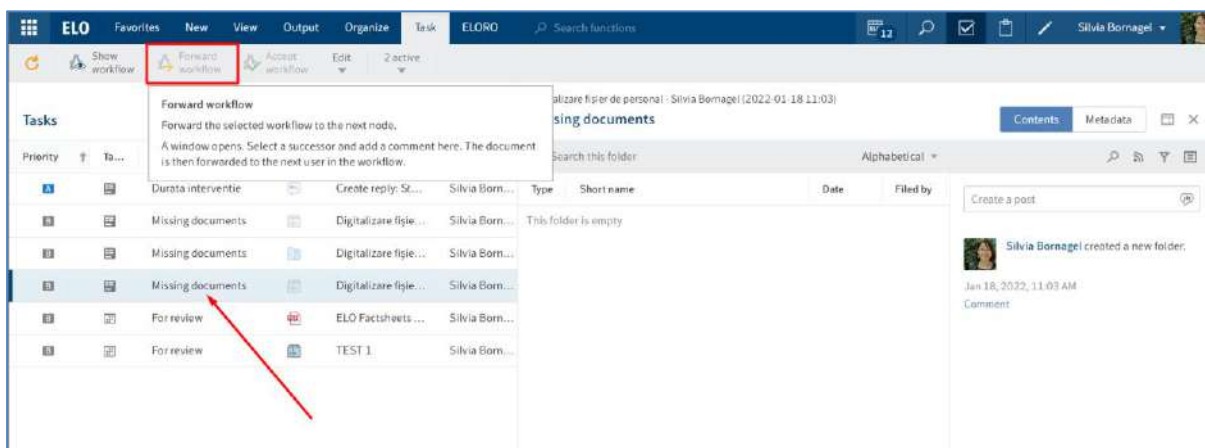 ELO Favorites New View Output Organize Task ELORO Search functions 12 Silvia Bornagel
Show workflow Forward workflow Accept workflow Edit 2 active
Forward workflow
Forward the selected workflow to the next node.
A window opens. Select a successor and add a comment here. The document
is then forwarded to the next user in the workflow.
alizare fisier de personal - Silvia Bornagel (2022-01-18 11:03)
Tasks sing documents Contents Metadata
Priority Ta... Search this folder Alphabetical
A Durata interventie Create reply: St... Silvia Born... Type Short name Date Filed by
Create a post
B Missing documents Digitalizare fișie... Silvia Born... This folder is empty
B Missing documents Digitalizare fișie... Silvia Born... Silvia Bornagel created a new folder.
B Missing documents Digitalizare fișie... Silvia Born... Jan 18, 2022, 11:03 AM
Comment
B For review ELO Factsheets ... Silvia Born...
B For review TEST 1 Silvia Born...